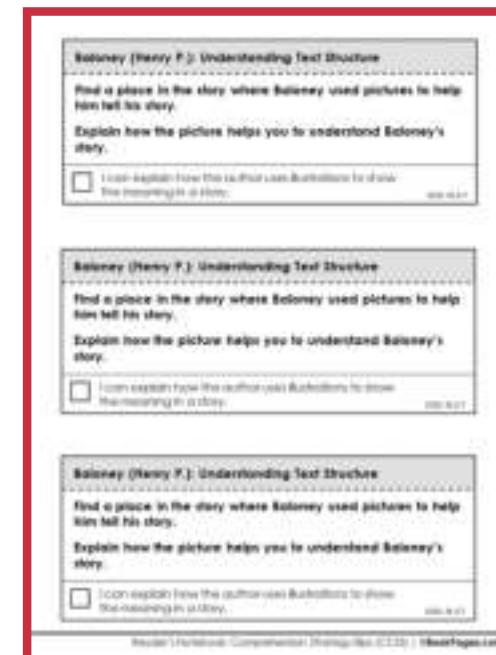 Baloney (Henry P.): Understanding Text Structure
Find a place in the story where Baloney used pictures to help
him tell his story.
Explain how the picture helps you to understand Baloney's
story.
I can explain how the author uses illustrations to show
the meaning in a story.
Baloney (Henry P.): Understanding Text Structure
Find a place in the story where Baloney used pictures to help
him tell his story.
Explain how the picture helps you to understand Baloney's
story.
I can explain how the author uses illustrations to show
the meaning in a story.
Baloney (Henry P.): Understanding Text Structure
Find a place in the story where Baloney used pictures to help
him tell his story.
Explain how the picture helps you to understand Baloney's
story.
I can explain how the author uses illustrations to show
the meaning in a story.
Reader's Notebook Comprehension Strategy Slips (CCSS) |